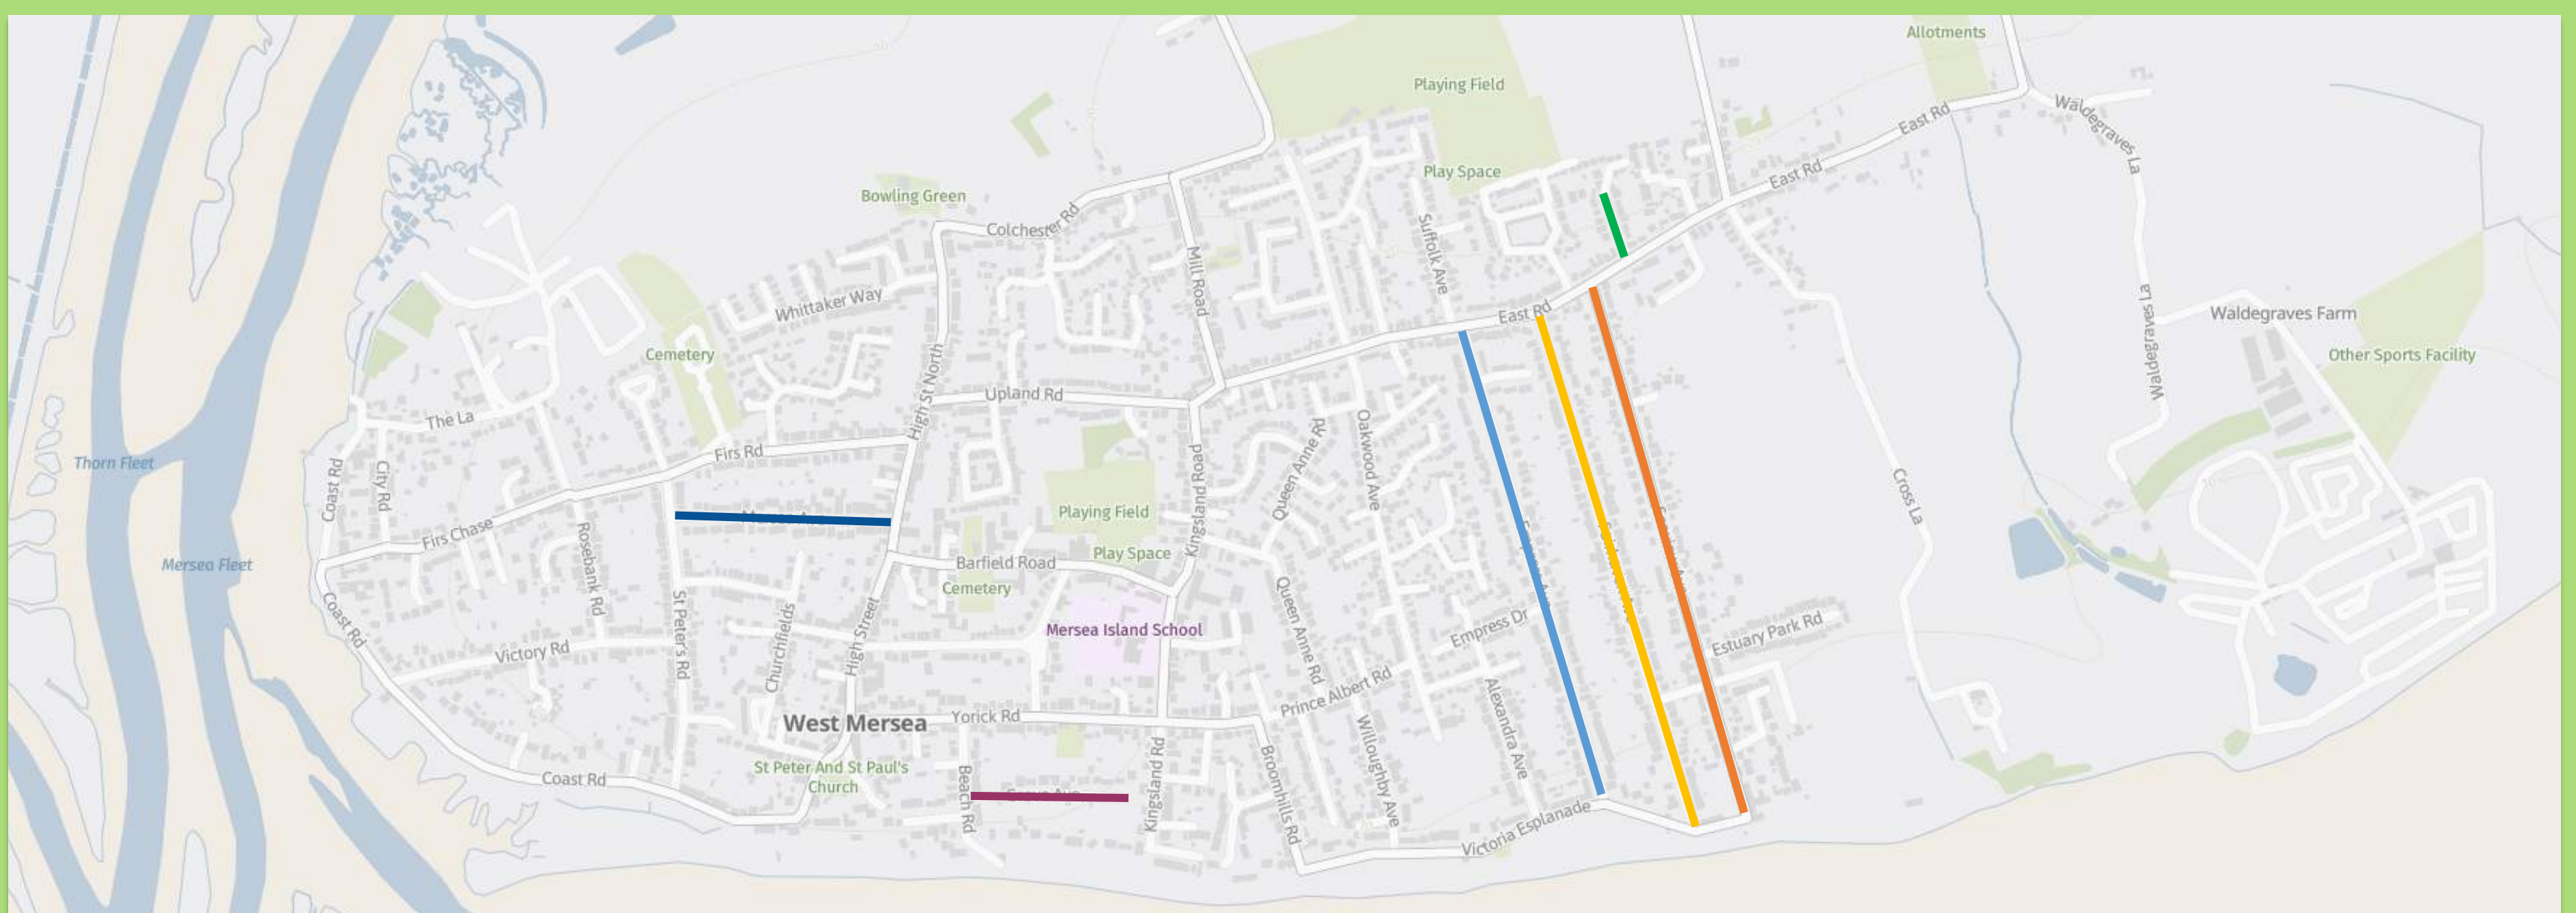 Allotments
Playing Field
Waldegraves La
East Rd
East Rd
Play Space
Bowling Green
Colchester Rd
Suffolk Ave
Mill Road
Whittaker Way
Waldegraves La
Waldegraves Farm
East Rd
Cemetery
Other Sports Facility
High St North
Upland Rd
The La
Firs Rd
Queen Anne Rd
Oakwood Ave
Thorn Fleet
Coast Rd
City Rd
Kingsland Road
Cross La
Playing Field
Firs Chase
Play Space
Barfield Road
Mersea Fleet
Rosebank Rd
Cemetery
Coast Rd
St Peter's Rd
Churchfields
High Street
Mersea Island School
Queen Anne Rd
Empress Dr
Estuary Park Rd
Victory Rd
Prince Albert Rd
Yorick Rd
West Mersea
Alexandra Ave
Willoughby Ave
St Peter And St Paul's
Church
Coast Rd
Beach Rd
Kingsland Rd
Broomhills Rd
Victoria Esplanade